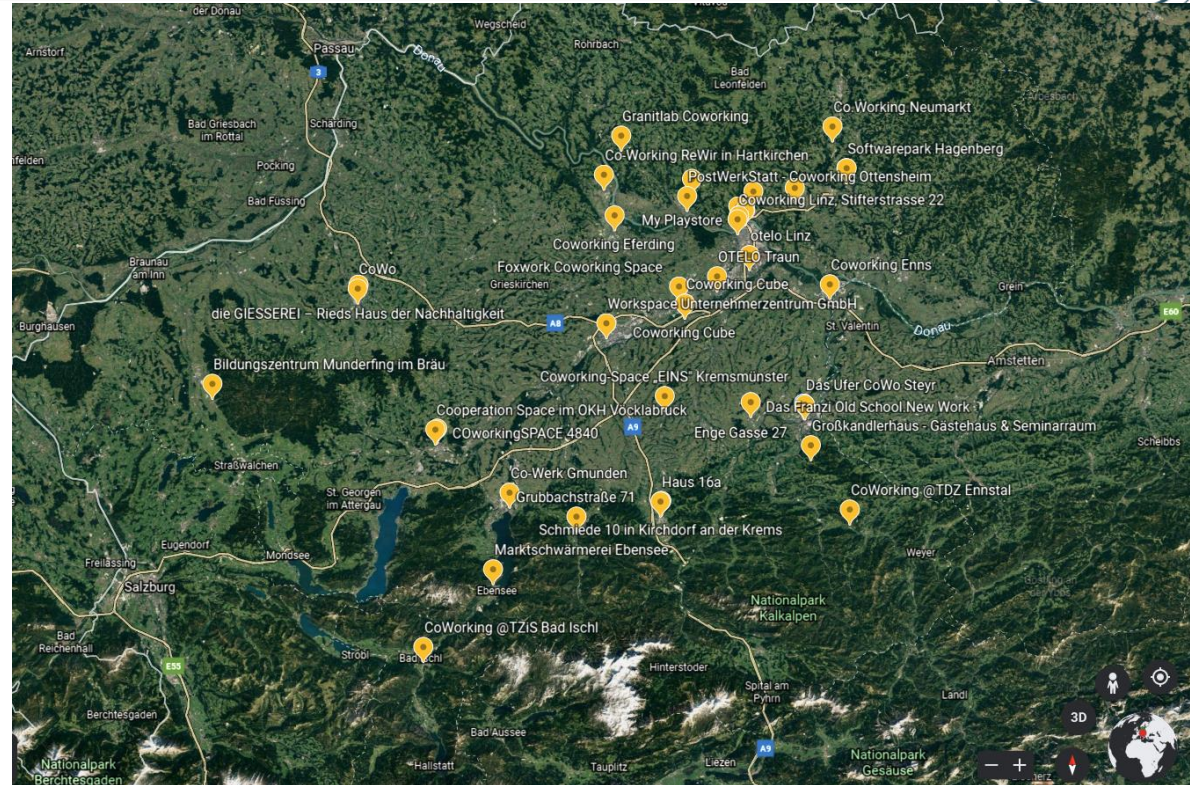 der Donau
Wegscheid
Arnstorf
Passau
Donau
Rohrbach
3
Bad
Leonfelden
Granitlab Coworking
Co.Working.Neumarkt
Bad Griesbach
im Rottal
Schärding
Softwarepark Hagenberg
Co-Working ReWir in Hartkirchen
Pocking
PostWerkStatt - Coworking Ottensheim
Bad Füssing
Coworking Linz, Stifterstrasse 22
My Playstore
otelo Linz
Coworking Eferding
OTELO Traun
Braunau
am Inn
CoWo
Foxwork Coworking Space
Coworking Enns
Grieskirchen
Coworking Cube
Grein
die GIESSEREI – Rieds Haus der Nachhaltigkeit
Workspace Unternehmerzentrum GmbH
E60
Burghausen
A8
Coworking Cube
St. Valentin
Donau
Bildungszentrum Munderfing im Bräu
Amstetten
Coworking-Space „EINS" Kremsmünster
Das Ufer CoWo Steyr
Cooperation Space im OKH Vöcklabruck
Das Franzi Old School New Work
COworkingSPACE 4840
A9
Enge Gasse 27
Großkandlerhaus - Gästehaus & Seminarraum
Scheibbs
Straßwalchen
Co-Werk Gmunden
Haus 16a
St. Georgen
im Attergau
Grubbachstraße 71
CoWorking @TDZ Ennstal
Schmiede 10 in Kirchdorf an der Krems
Eugendorf
Mondsee
Marktschwärmerei Ebensee
Weyer
Freilassing
Salzburg
Ebensee
Nationalpark
Kalkalpen
CoWorking @TZiS Bad Ischl
Bad
Reichenhall
Strobl
Bad Ischl
E55
Hinterstoder
Spital am
Pyhrn
Landl
Berchtesgaden
3D
Bad Aussee
A9
Nationalpark
Berchtesgaden
Hallstatt
Tauplitz
Liezen
Nationalpark
Gesäuse